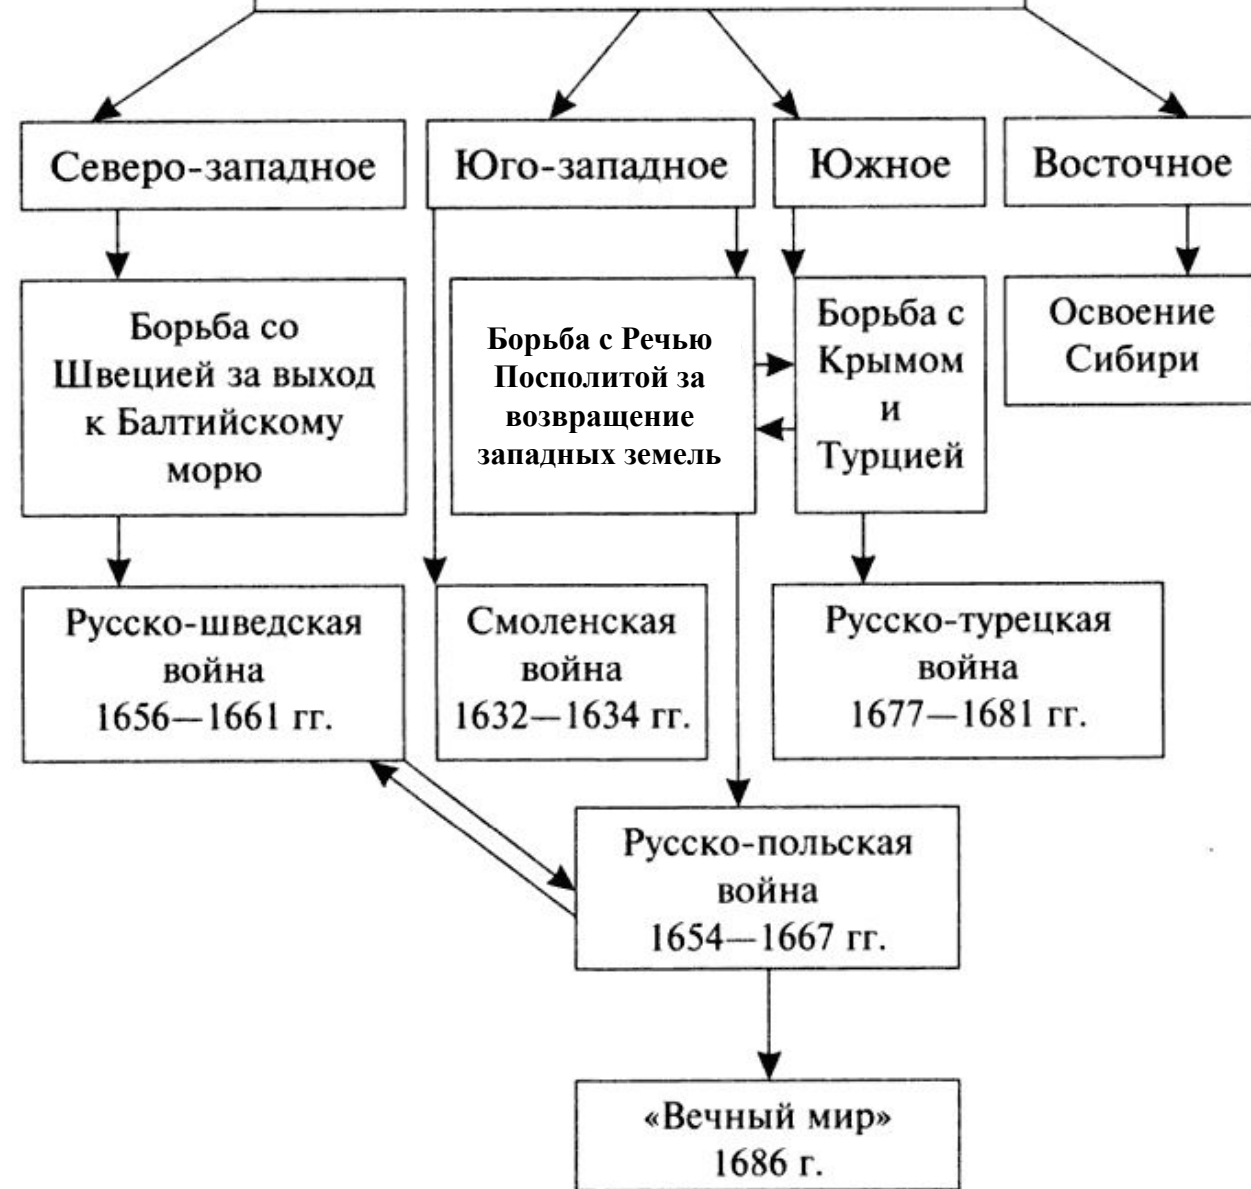 Северо-западное
Юго-западное
Южное
Восточное
Борьба со
Швецией за выход
к Балтийскому
морю
Борьба с Речью
Посполитой за
возвращение
западных земель
Борьба с
Крымом
и
Турцией
Освоение
Сибири
Русско-шведская
война
1656—1661 гг.
Смоленская
война
1632—1634 гг.
Русско-турецкая
война
1677—1681 гг.
Русско-польская
война
1654—1667 гг.
«Вечный мир»
1686 г.